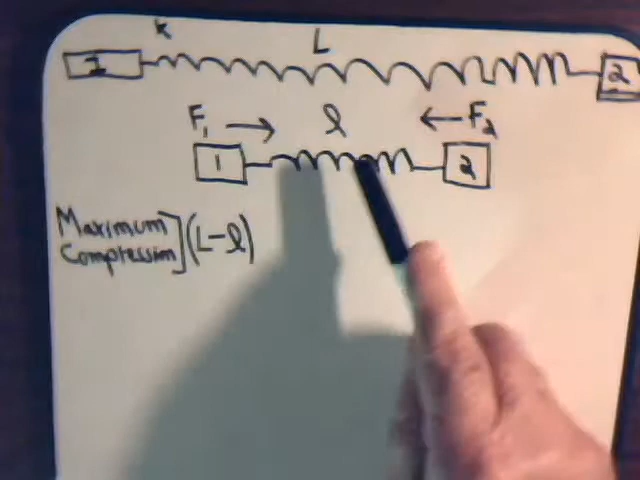 K
L
1 2
F₁ → ℓ ← F₂
1 2
Maximum
Compression ] (L-ℓ)